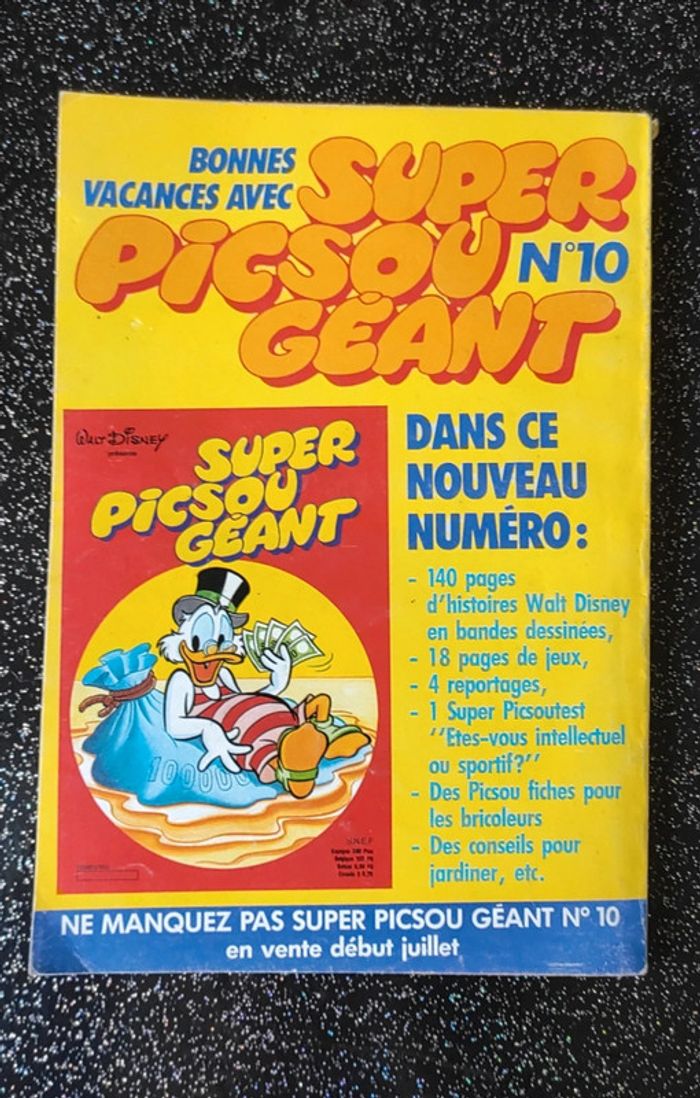 BONNES
VACANCES AVEC
SUPER
PICSOU
N°10
GÉANT
WALT DISNEY
présente
SUPER
PICSOU
GÉANT
100000
S.N.E.P
DANS CE
NOUVEAU
NUMÉRO :
- 140 pages
d'histoires Walt Disney
en bandes dessinées,
- 18 pages de jeux,
- 4 reportages,
- 1 Super Picsoutest
"Etes-vous intellectuel
ou sportif?"
- Des Picsou fiches pour
les bricoleurs
- Des conseils pour
jardiner, etc.
NE MANQUEZ PAS SUPER PICSOU GÉANT N° 10
en vente début juillet